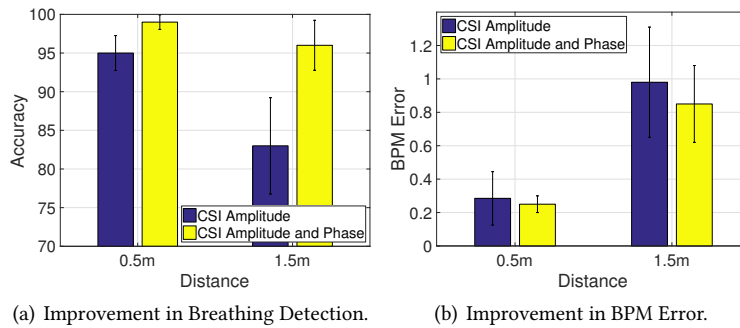 100
95
90
85
80
75
70
Accuracy
0.5m
1.5m
Distance
CSI Amplitude
CSI Amplitude and Phase
(a) Improvement in Breathing Detection.
1.2
1
0.8
0.6
0.4
0.2
0
BPM Error
0.5m
1.5m
Distance
CSI Amplitude
CSI Amplitude and Phase
(b) Improvement in BPM Error.